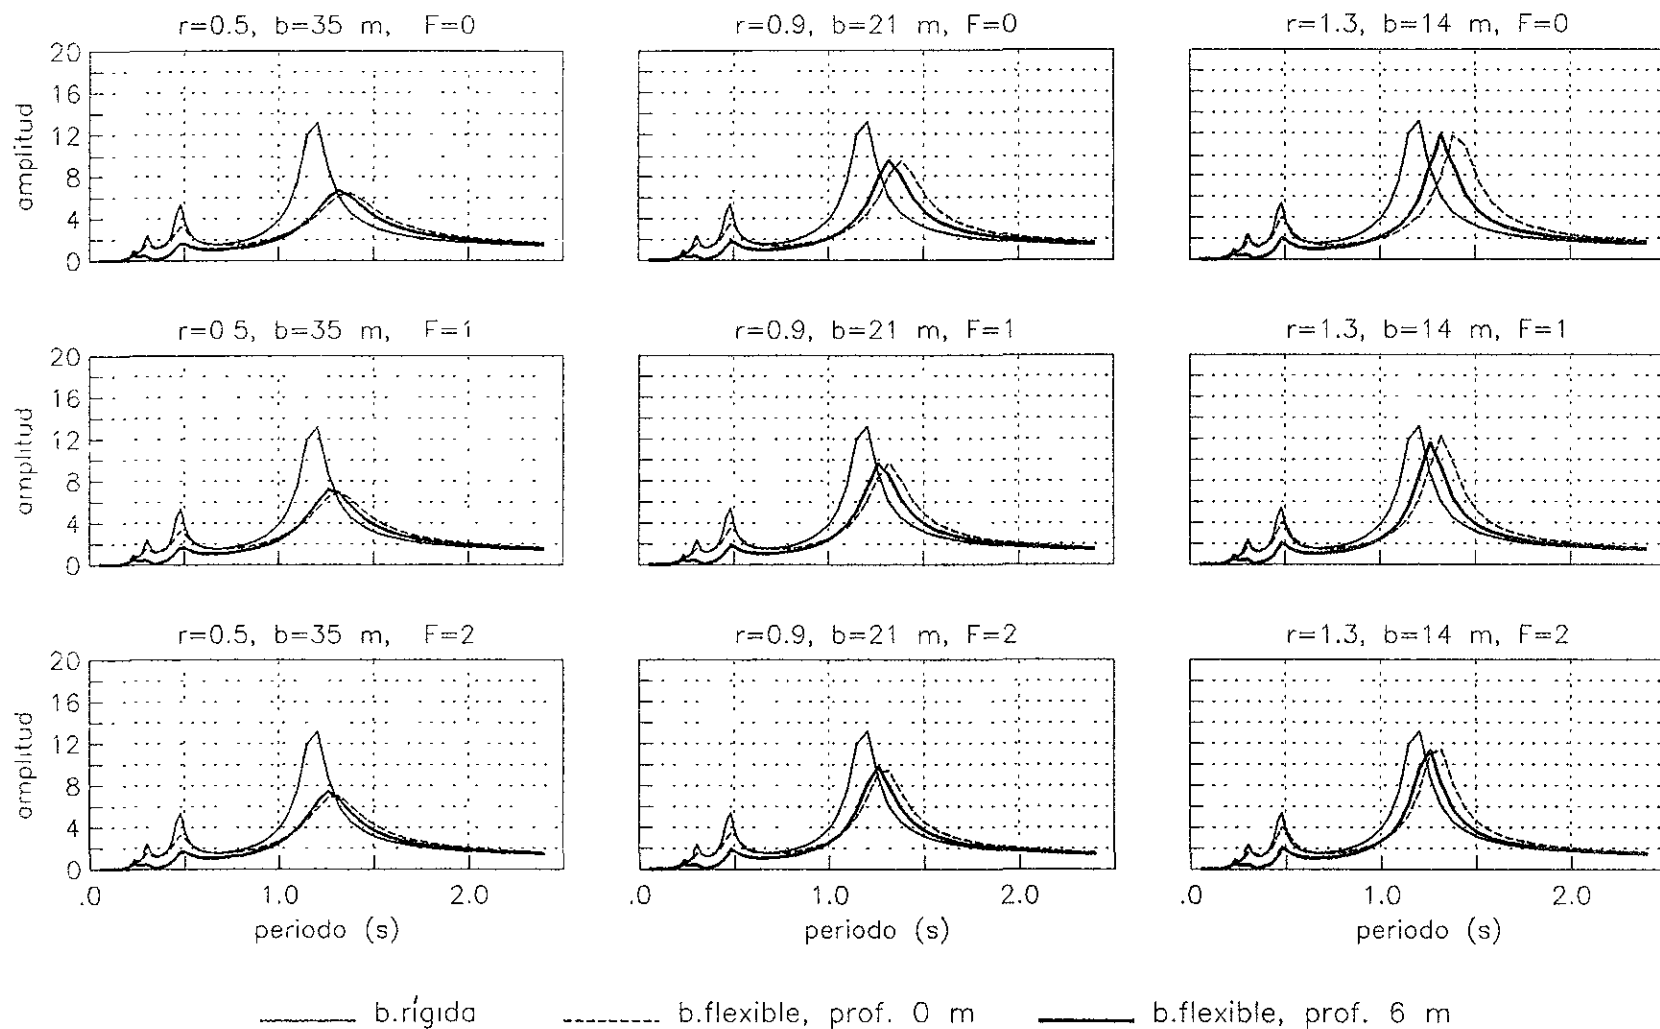 r=0.5, b=35 m, F=0
r=0.9, b=21 m, F=0
r=1.3, b=14 m, F=0
20
16
12
8
4
0
amplitud
r=0 5, b=35 m, F=1
r=0.9, b=21 m, F=1
r=1.3, b=14 m, F=1
20
16
12
8
4
0
amplitud
r=0.5, b=35 m, F=2
r=0.9, b=21 m, F=2
r=1.3, b=14 m, F=2
20
16
12
8
4
0
amplitud
.0 1.0 2.0
.0 1.0 2.0
.0 1.0 2.0
periodo (s)
periodo (s)
periodo (s)
b.rígida
b.flexible, prof. 0 m
b.flexible, prof. 6 m